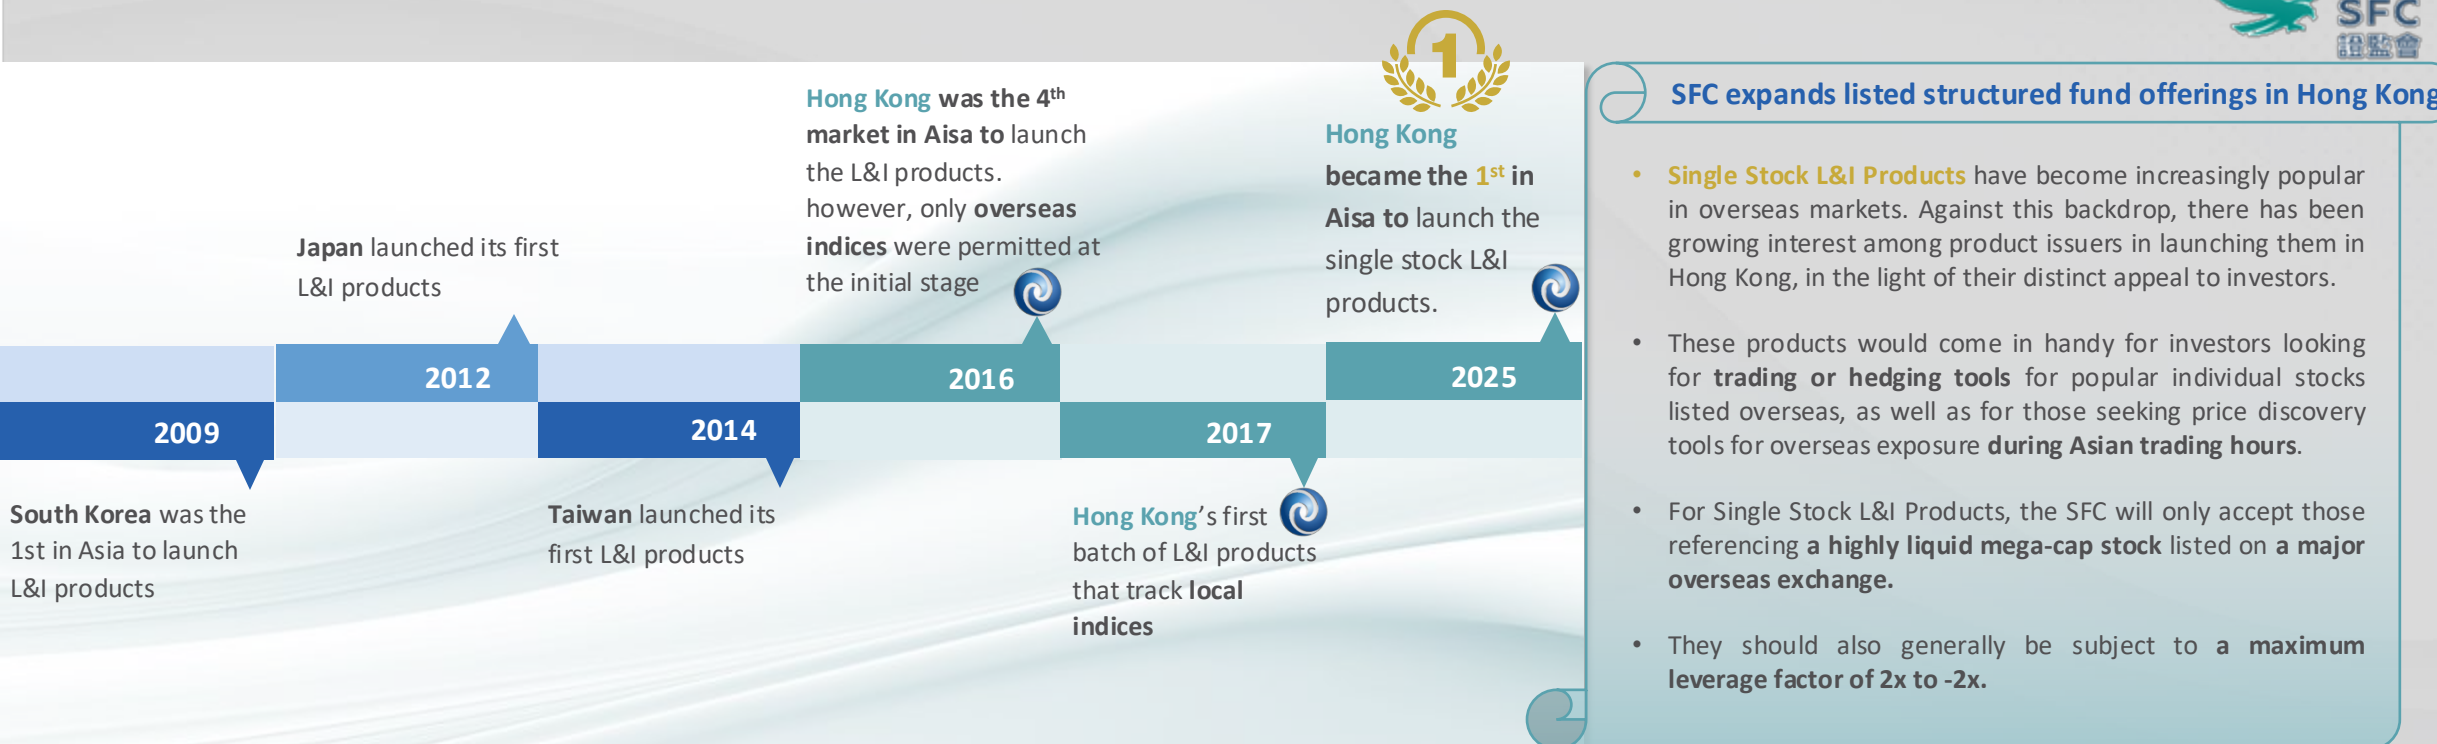 1
SFC
證監會
SFC expands listed structured fund offerings in Hong Kong
Hong Kong was the 4th
market in Aisa to launch
the L&I products.
however, only overseas
indices were permitted at
the initial stage
Hong Kong
became the 1st in
Aisa to launch the
single stock L&I
products.
Japan launched its first
L&I products
2012
2016
2025
2009
2014
2017
South Korea was the
1st in Asia to launch
L&I products
Taiwan launched its
first L&I products
Hong Kong's first
batch of L&I products
that track local
indices
• Single Stock L&I Products have become increasingly popular
in overseas markets. Against this backdrop, there has been
growing interest among product issuers in launching them in
Hong Kong, in the light of their distinct appeal to investors.
• These products would come in handy for investors looking
for trading or hedging tools for popular individual stocks
listed overseas, as well as for those seeking price discovery
tools for overseas exposure during Asian trading hours.
• For Single Stock L&I Products, the SFC will only accept those
referencing a highly liquid mega-cap stock listed on a major
overseas exchange.
• They should also generally be subject to a maximum
leverage factor of 2x to -2x.